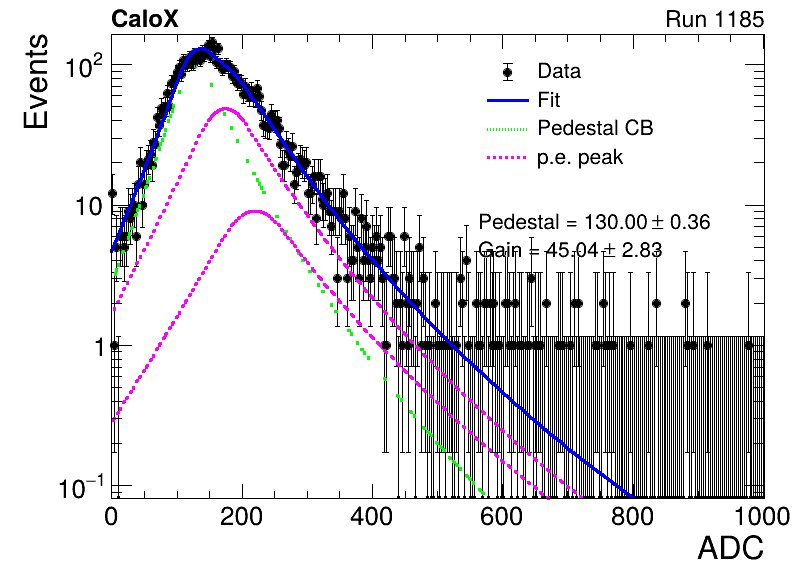 CaloX Run 1185
Events
Data
Fit
Pedestal CB
p.e. peak
Pedestal = 130.00 ± 0.36
Gain = 45.04 ± 2.83
10²
10
1
10⁻¹
0 200 400 600 800 1000
ADC